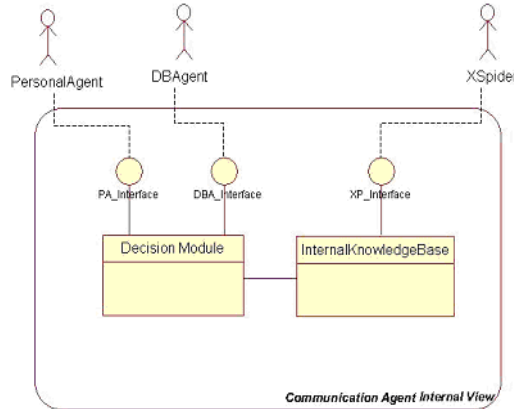 PersonalAgent
DBAgent
XSpider
PA_Interface
DBA_Interface
XP_Interface
Decision Module
InternalKnowledgeBase
Communication Agent Internal View